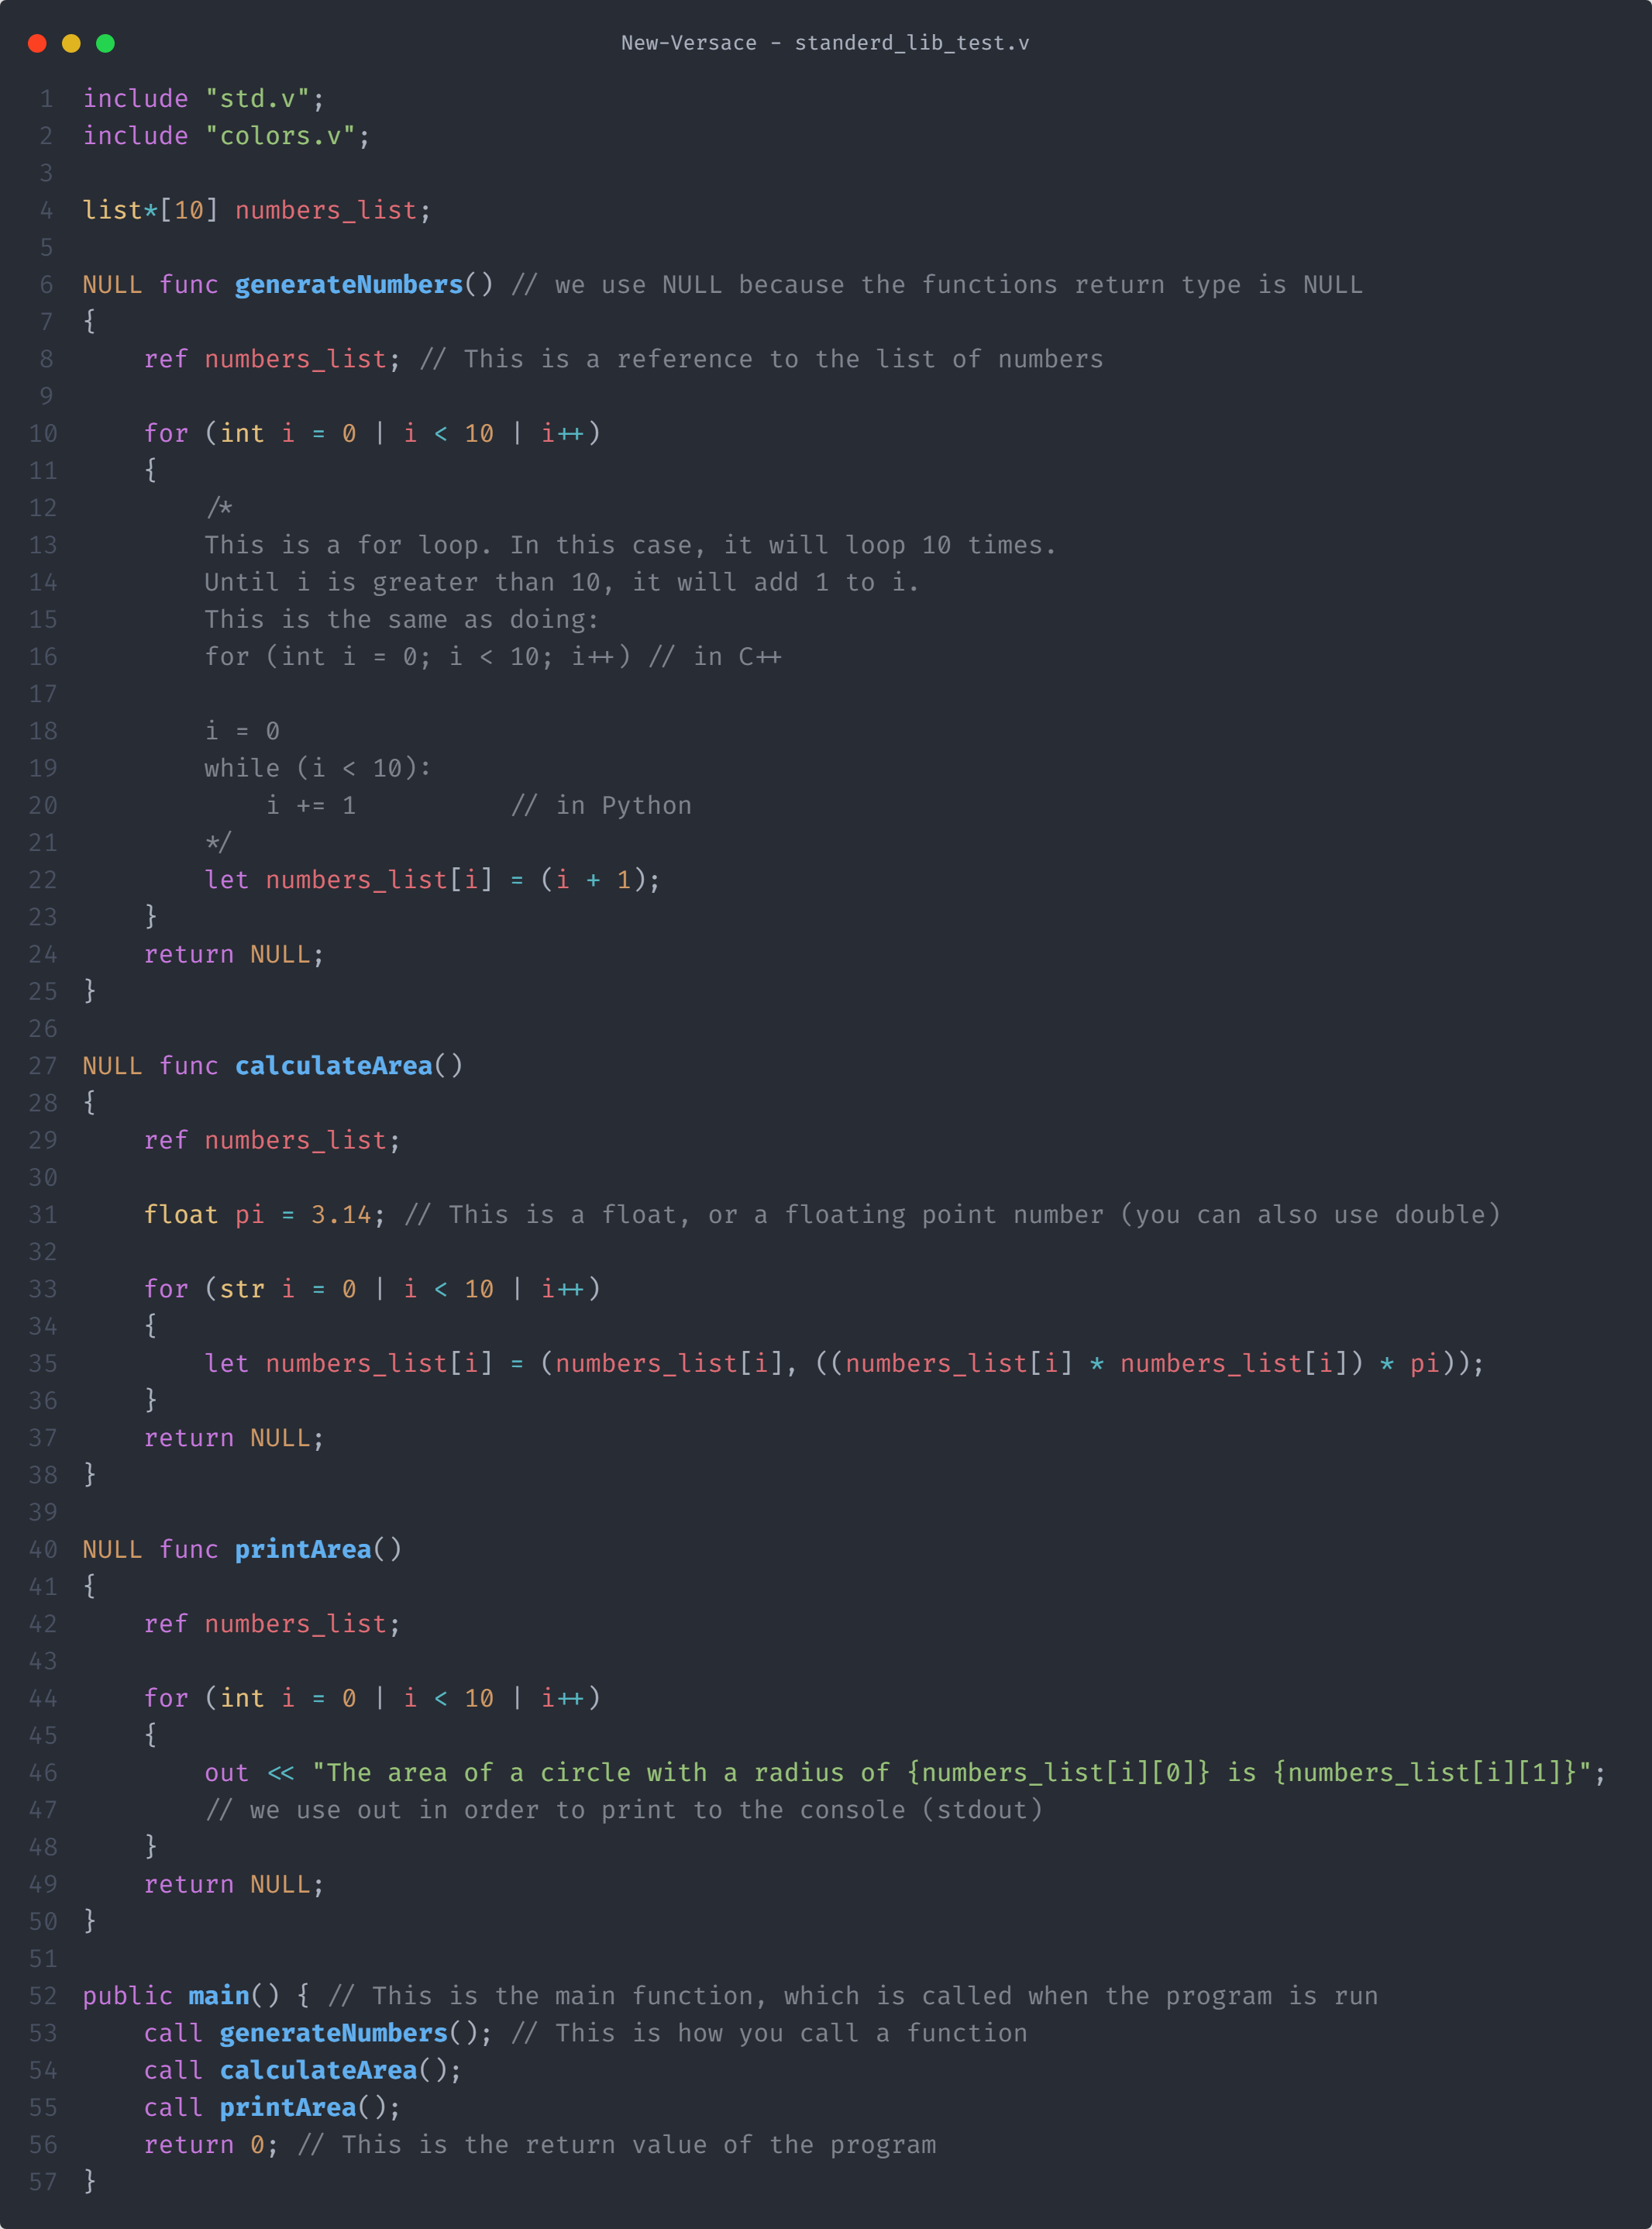 New-Versace - standerd_lib_test.v
1 include "std.v";
2 include "colors.v";
3
4 list*[10] numbers_list;
5
6 NULL func generateNumbers() // we use NULL because the functions return type is NULL
7 {
8     ref numbers_list; // This is a reference to the list of numbers
9
10     for (int i = 0 | i < 10 | i++)
11     {
12         /*
13         This is a for loop. In this case, it will loop 10 times.
14         Until i is greater than 10, it will add 1 to i.
15         This is the same as doing:
16         for (int i = 0; i < 10; i++) // in C++
17
18         i = 0
19         while (i < 10):
20             i += 1          // in Python
21         */
22         let numbers_list[i] = (i + 1);
23     }
24     return NULL;
25 }
26
27 NULL func calculateArea()
28 {
29     ref numbers_list;
30
31     float pi = 3.14; // This is a float, or a floating point number (you can also use double)
32
33     for (str i = 0 | i < 10 | i++)
34     {
35         let numbers_list[i] = (numbers_list[i], ((numbers_list[i] * numbers_list[i]) * pi));
36     }
37     return NULL;
38 }
39
40 NULL func printArea()
41 {
42     ref numbers_list;
43
44     for (int i = 0 | i < 10 | i++)
45     {
46         out << "The area of a circle with a radius of {numbers_list[i][0]} is {numbers_list[i][1]}";
47         // we use out in order to print to the console (stdout)
48     }
49     return NULL;
50 }
51
52 public main() { // This is the main function, which is called when the program is run
53     call generateNumbers(); // This is how you call a function
54     call calculateArea();
55     call printArea();
56     return 0; // This is the return value of the program
57 }